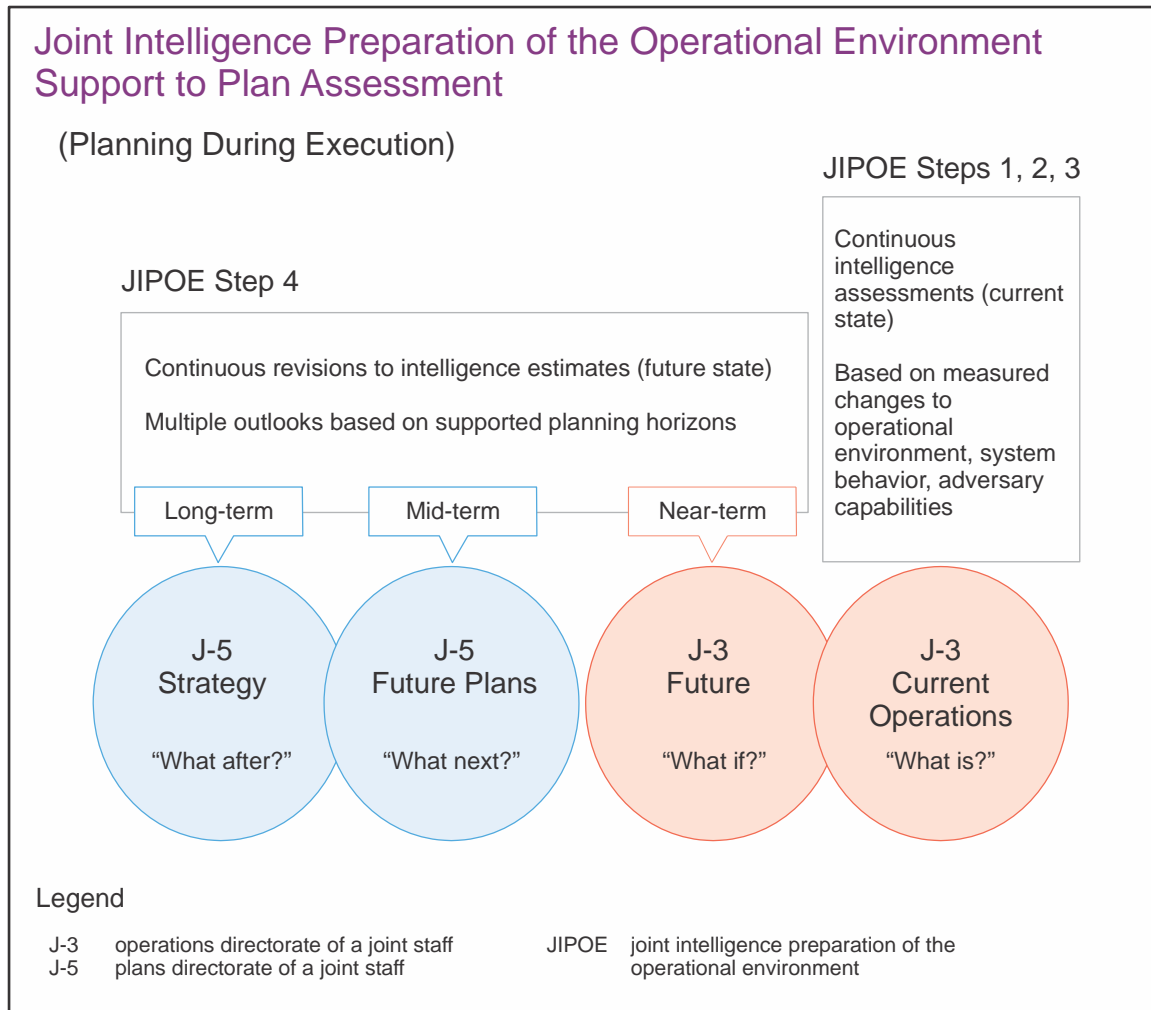 Joint Intelligence Preparation of the Operational Environment
Support to Plan Assessment
(Planning During Execution)
JIPOE Steps 1, 2, 3
Continuous
intelligence
assessments (current
state)
Based on measured
changes to
operational
environment, system
behavior, adversary
capabilities
JIPOE Step 4
Continuous revisions to intelligence estimates (future state)
Multiple outlooks based on supported planning horizons
Long-term
Mid-term
Near-term
J-5
Strategy
“What after?”
J-5
Future Plans
“What next?”
J-3
Future
“What if?”
J-3
Current
Operations
“What is?”
Legend
J-3 operations directorate of a joint staff
J-5 plans directorate of a joint staff
JIPOE joint intelligence preparation of the
operational environment